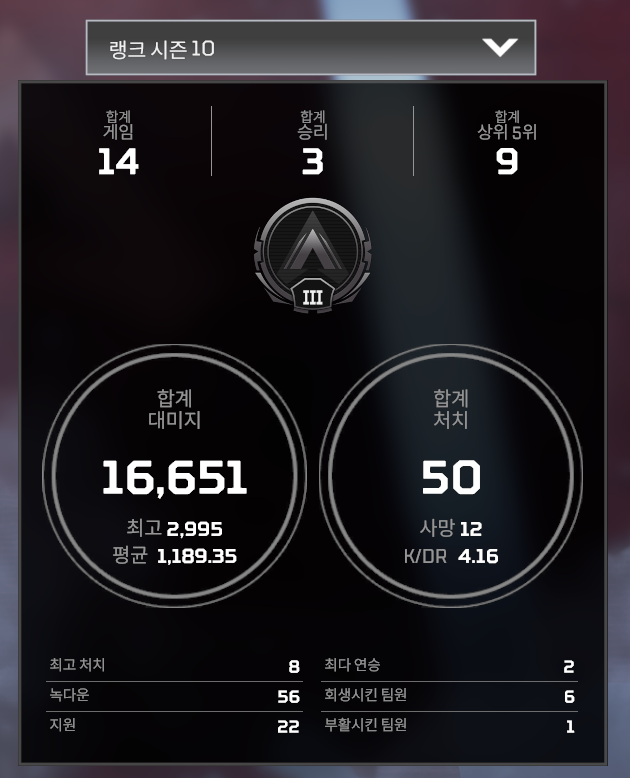 랭크 시즌 10
합계
게임
14
합계
승리
3
합계
상위 5위
9
III
합계
대미지
16,651
최고 2,995
평균 1,189.35
합계
처치
50
사망 12
K/DR 4.16
최고 처치 8
녹다운 56
지원 22
최다 연승 2
회생시킨 팀원 6
부활시킨 팀원 1